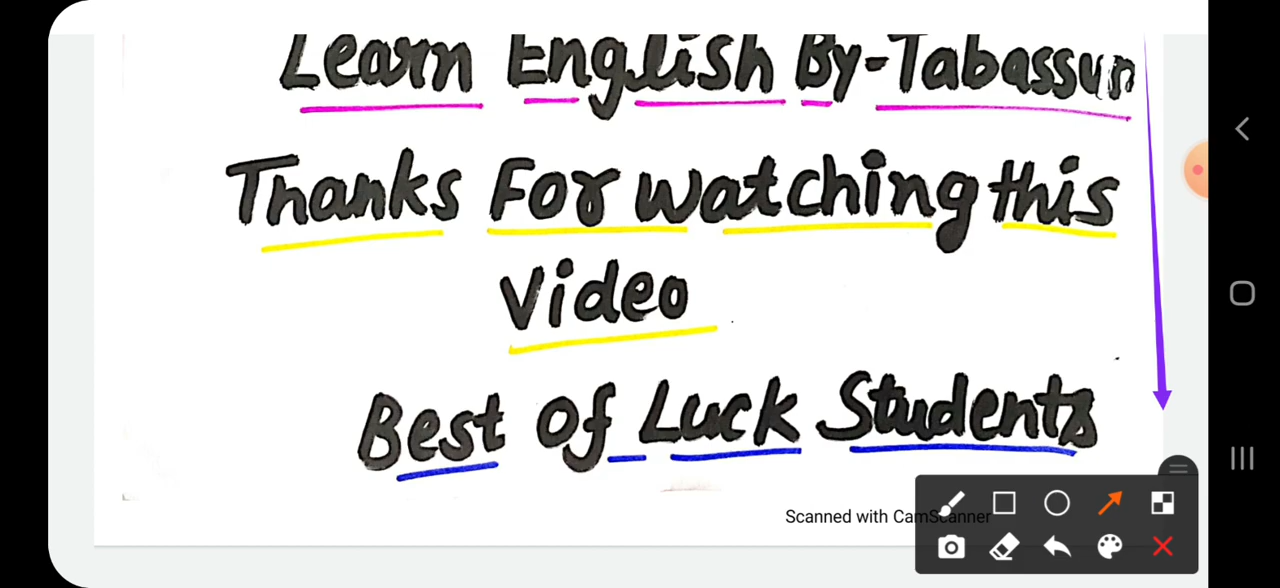 Learn English By-Tabassum
Thanks For watching this
Video
Best of Luck Students
Scanned with CamScanner